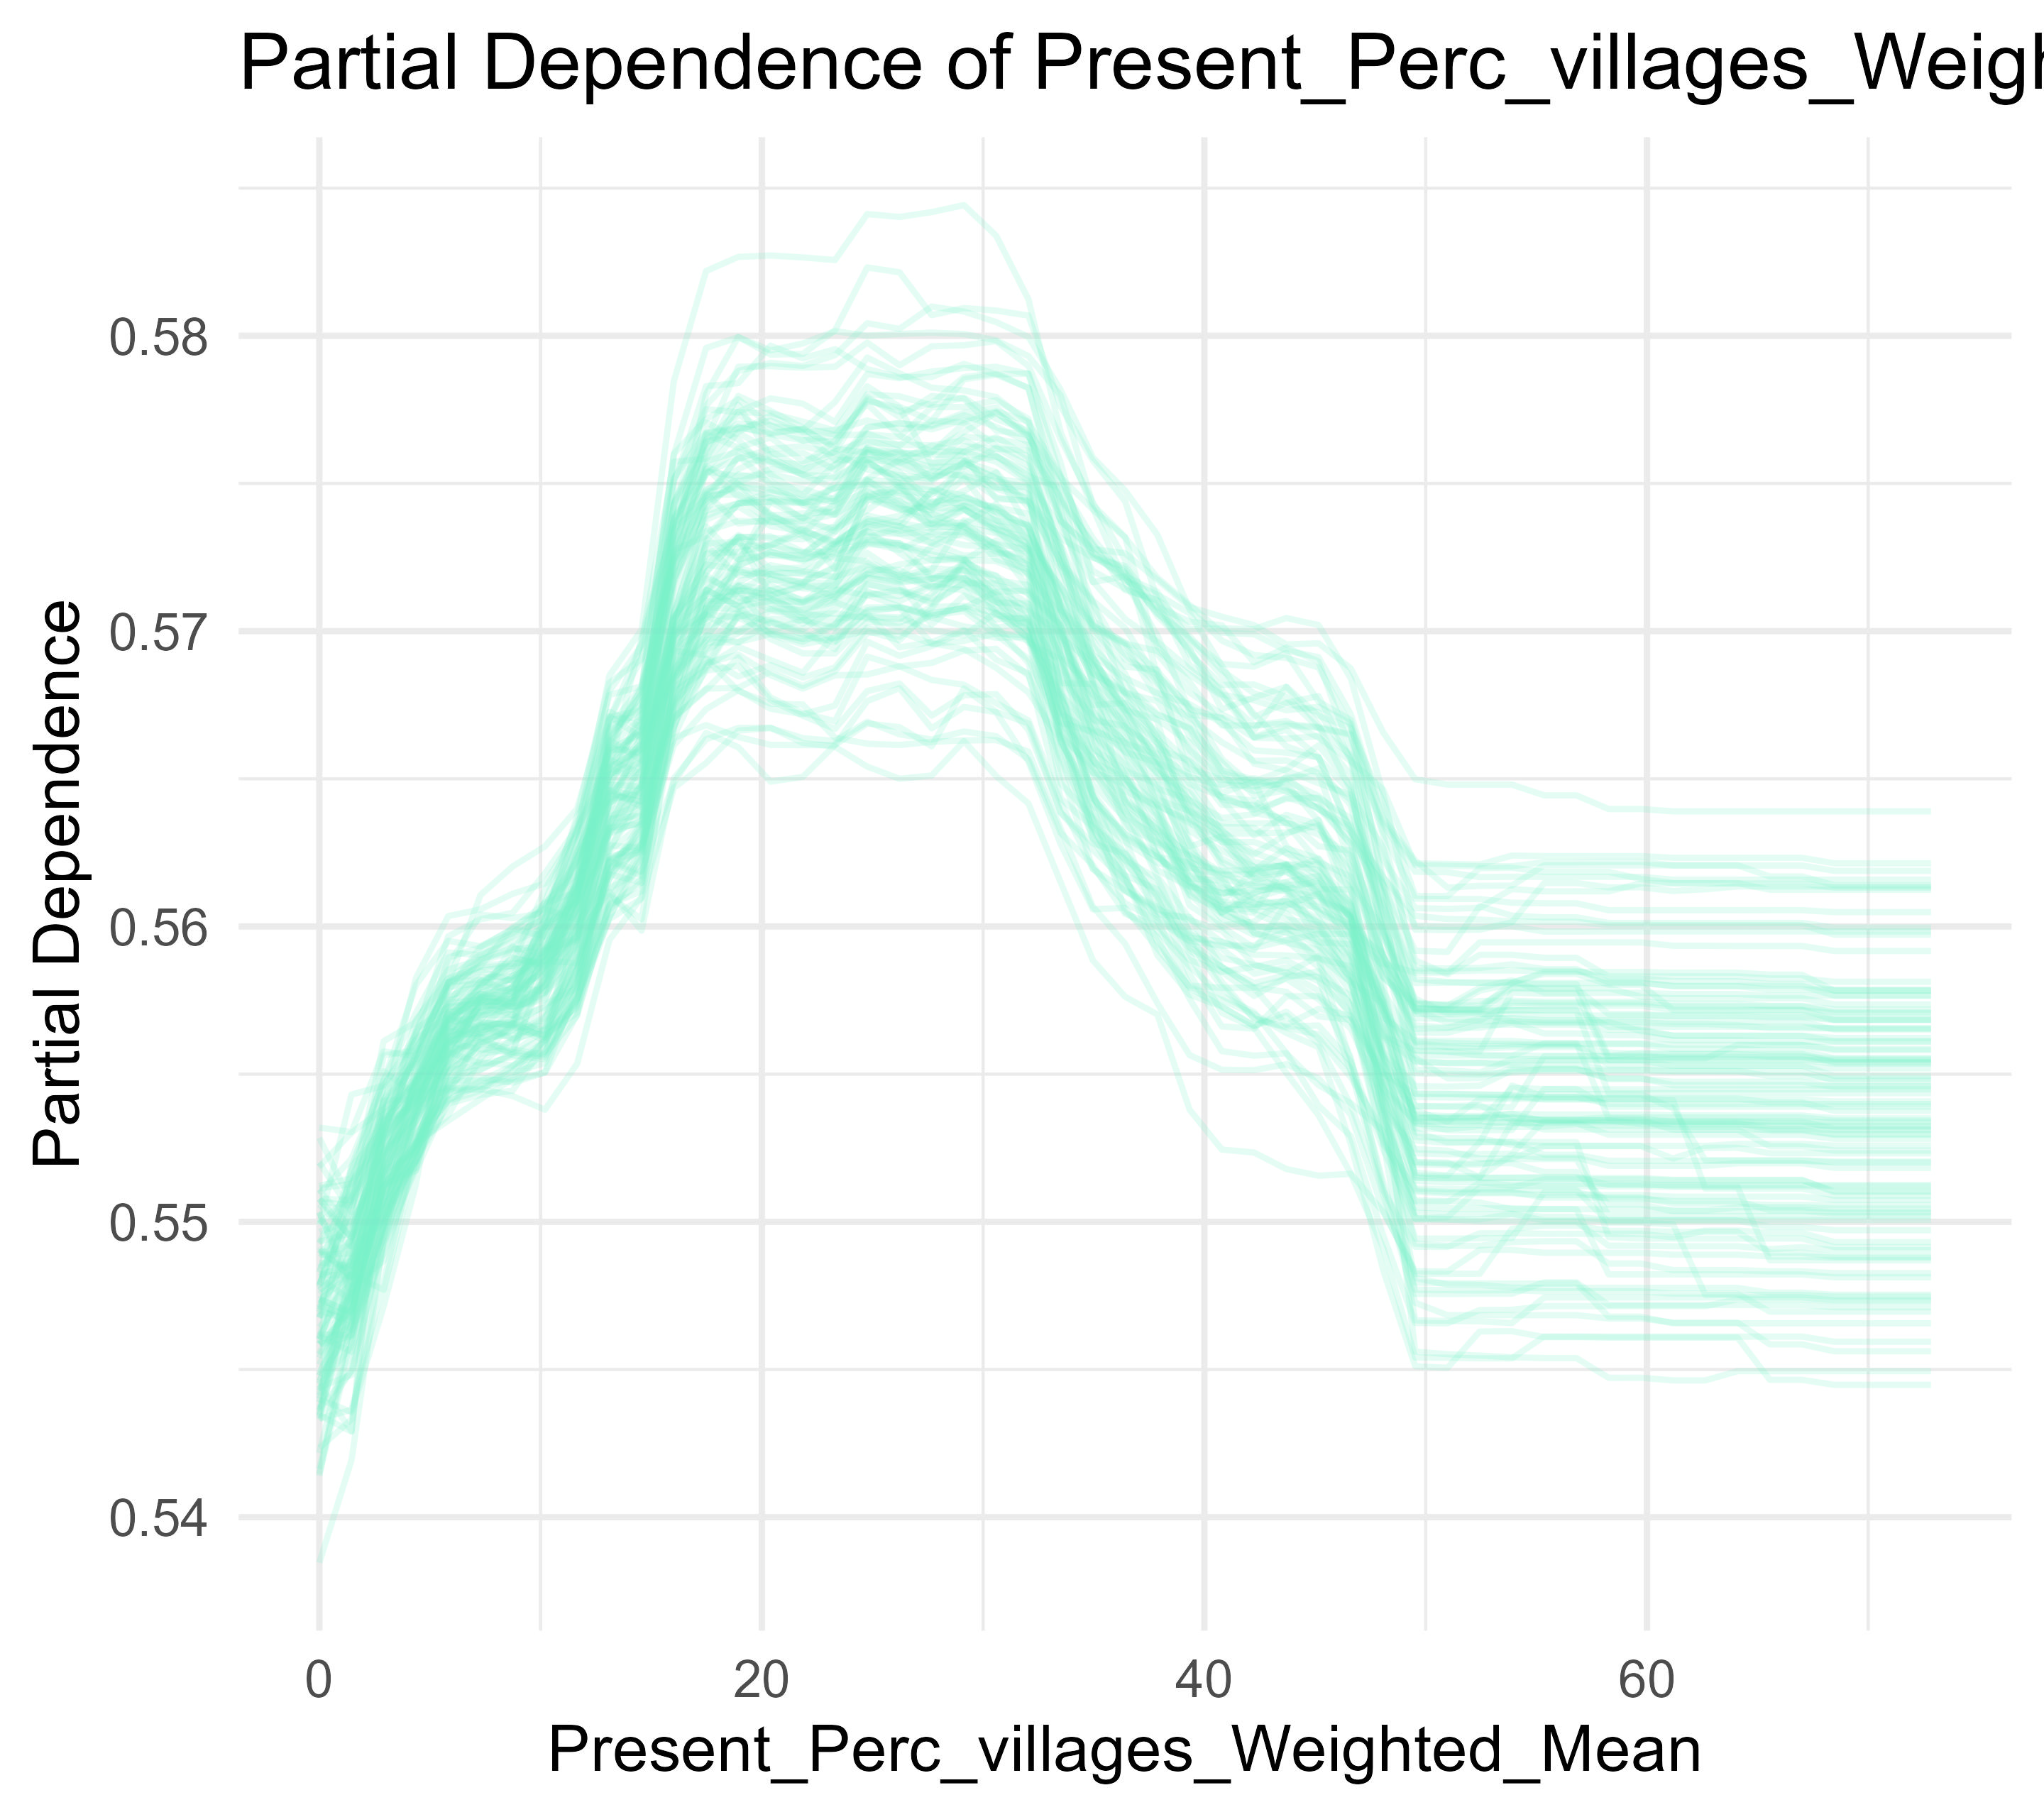 Partial Dependence of Present_Perc_villages_Weigh
0.58
0.57
0.56
0.55
0.54
Partial Dependence
0 20 40 60
Present_Perc_villages_Weighted_Mean